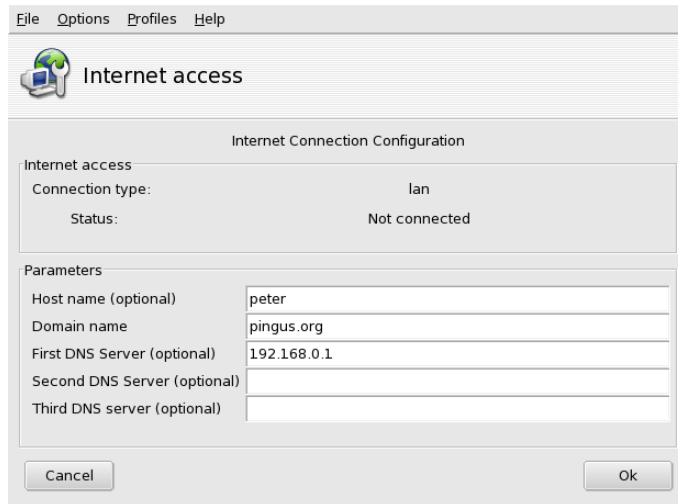 File Options Profiles Help
Internet access
Internet Connection Configuration
Internet access
Connection type: lan
Status: Not connected
Parameters
Host name (optional) peter
Domain name pingus.org
First DNS Server (optional) 192.168.0.1
Second DNS Server (optional)
Third DNS server (optional)
Cancel Ok